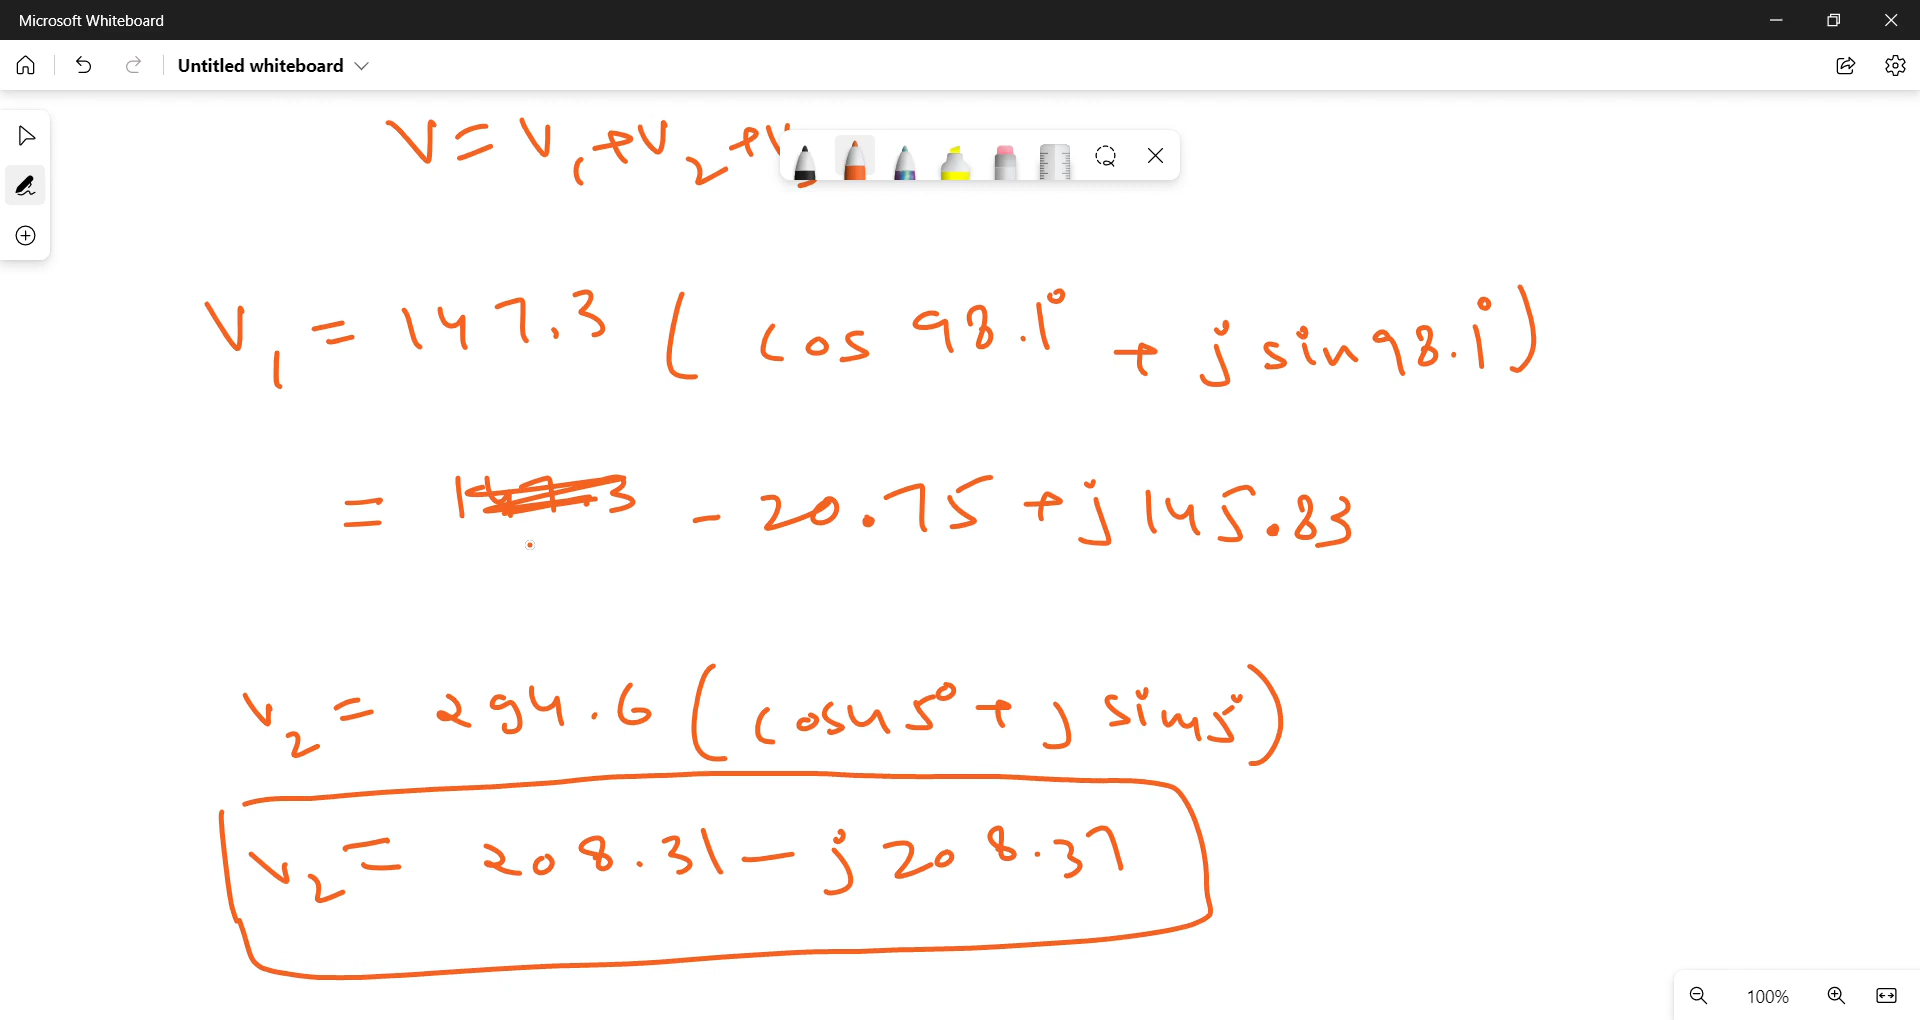 Microsoft Whiteboard
Untitled whiteboard
V = V₁ + V₂ + V
V₁ = 147.3 ( cos 98.1° + j sin 98.1° )
= - 20.75 + j 145.83
V₂ = 294.6 ( cos 45° + j sin 45° )
V₂ = 208.31 - j 208.31
100%